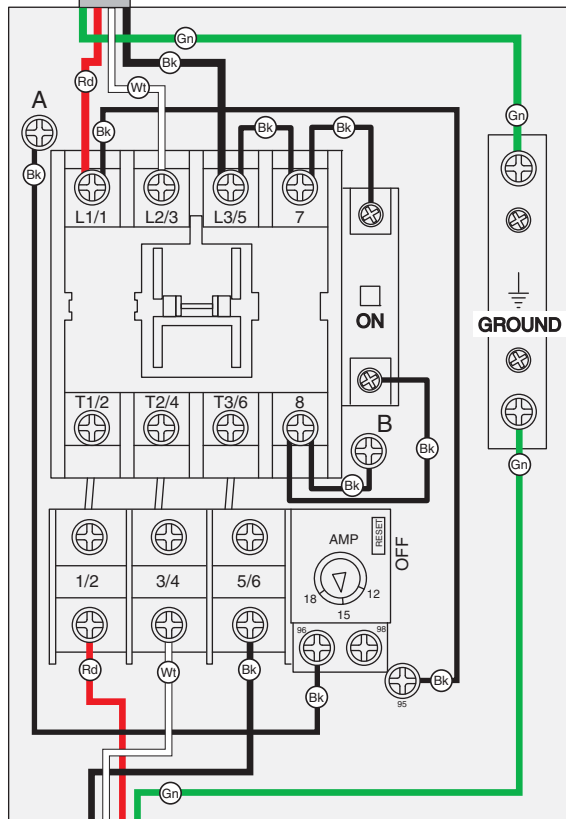 Gn
Bk
Rd
Wt
A
Bk
Bk
Bk
Gn
Bk
L1/1 L2/3 L3/5 7
ON
GROUND
T1/2 T2/4 T3/6 8
B
Bk
Bk
Gn
AMP
RESET
OFF
1/2 3/4 5/6
18 12
15
96 98
Rd Wt Bk
Bk
Bk
95
Gn